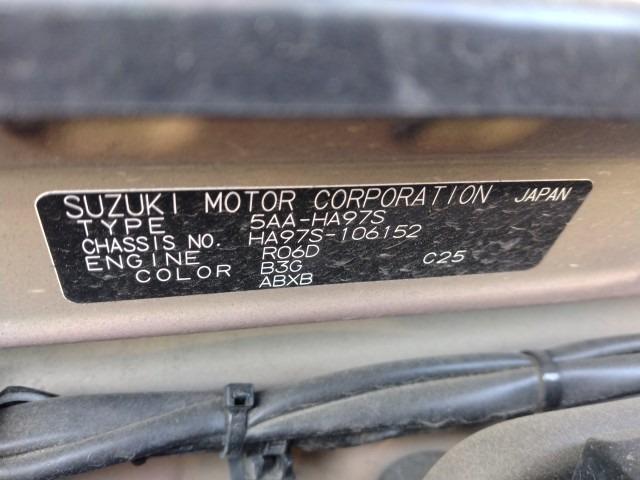 SUZUKI MOTOR CORPORATION JAPAN
TYPE 5AA-HA97S
CHASSIS NO. HA97S-106152
ENGINE R06D
COLOR B3G C25
ABXB